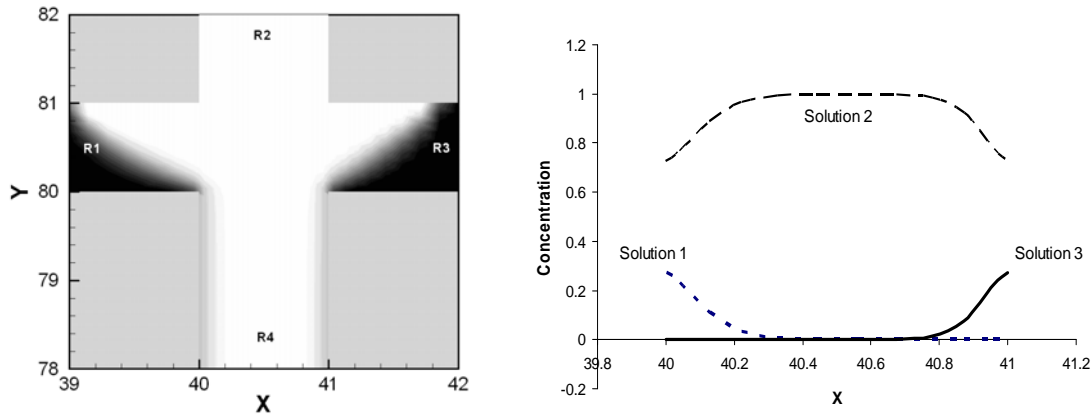 82
81
80
79
78
Y
R2
R1
R3
R4
39
40
41
42
X
1.2
1
0.8
0.6
0.4
0.2
0
-0.2
Concentration
Solution 2
Solution 1
Solution 3
39.8
40
40.2
40.4
40.6
40.8
41
41.2
X